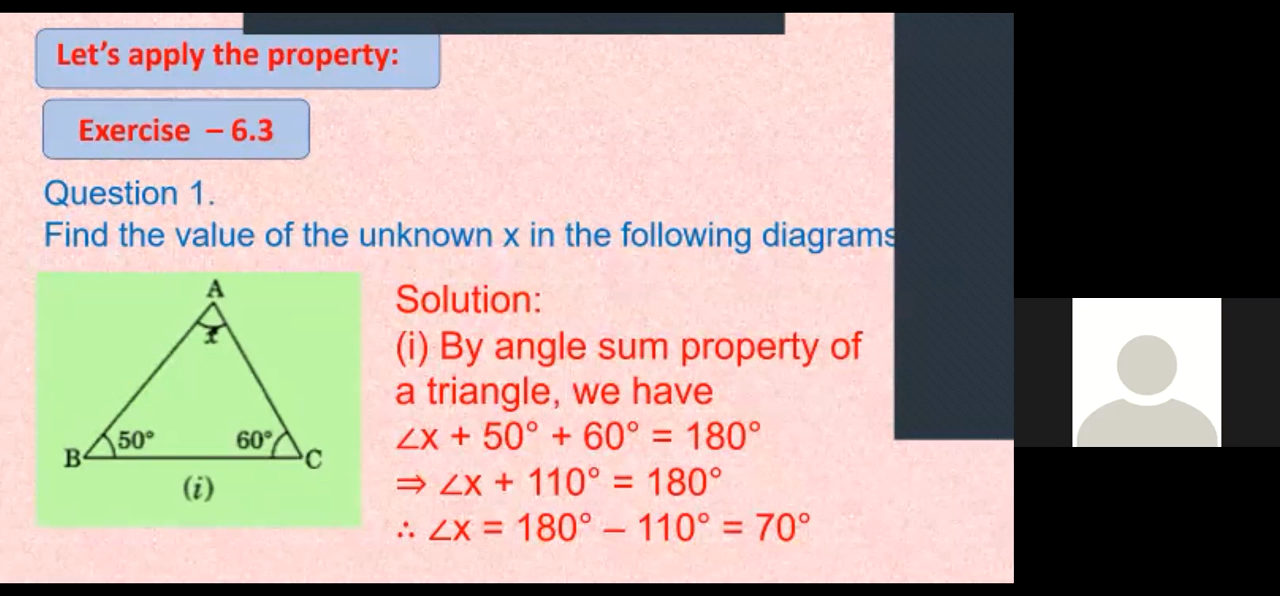 Let's apply the property:
Exercise – 6.3
Question 1.
Find the value of the unknown x in the following diagrams
A
x
B
50°
60°
C
(i)
Solution:
(i) By angle sum property of
a triangle, we have
∠x + 50° + 60° = 180°
⇒ ∠x + 110° = 180°
∴ ∠x = 180° – 110° = 70°